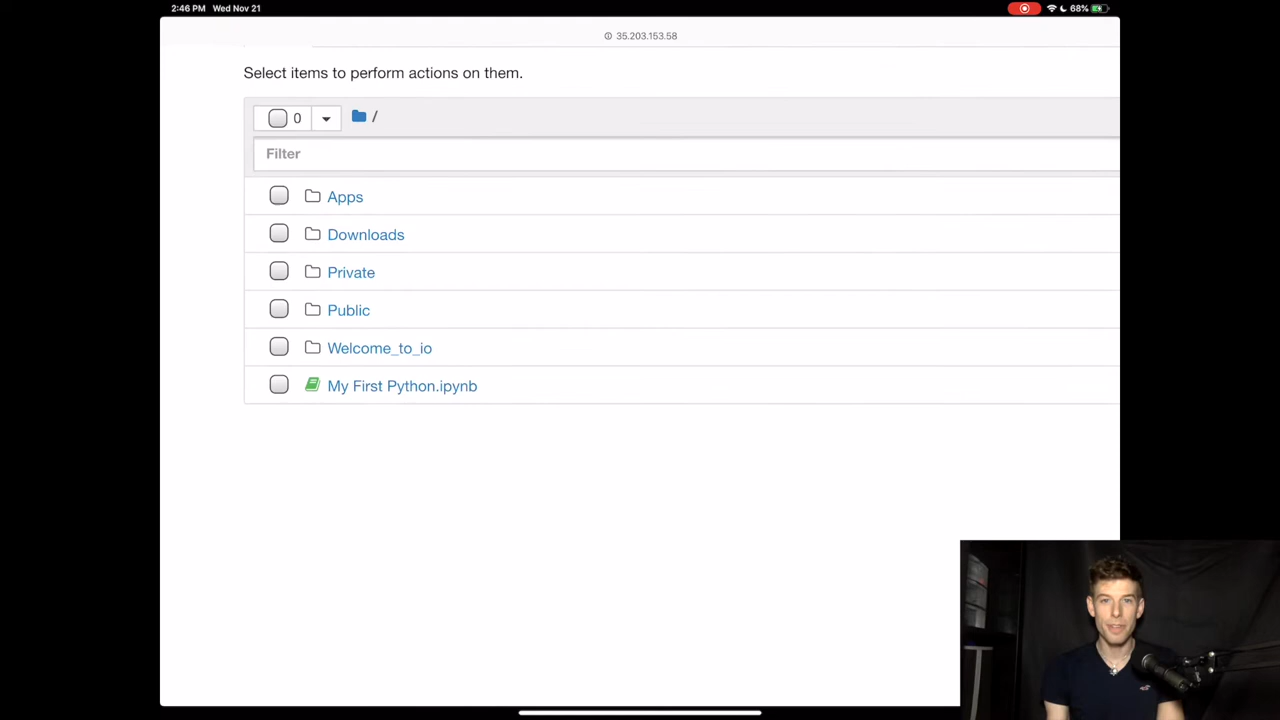 2:46 PM Wed Nov 21
68%
35.203.153.58
Select items to perform actions on them.
0
/
Filter
Apps
Downloads
Private
Public
Welcome_to_io
My First Python.ipynb